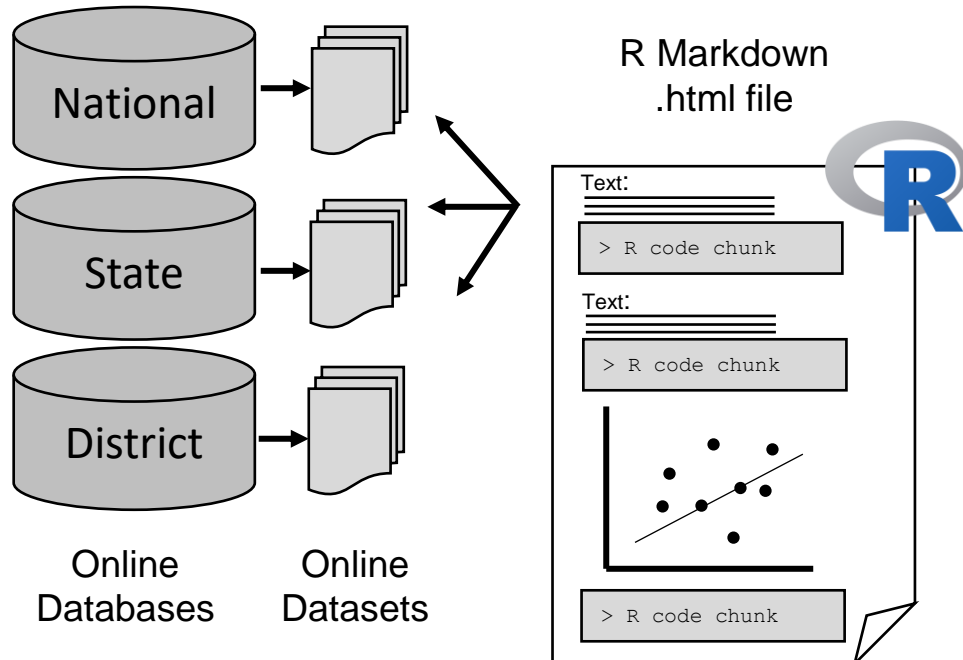 National
State
District
Online
Databases
Online
Datasets
R Markdown
.html file
R
Text:
> R code chunk
Text:
> R code chunk
> R code chunk